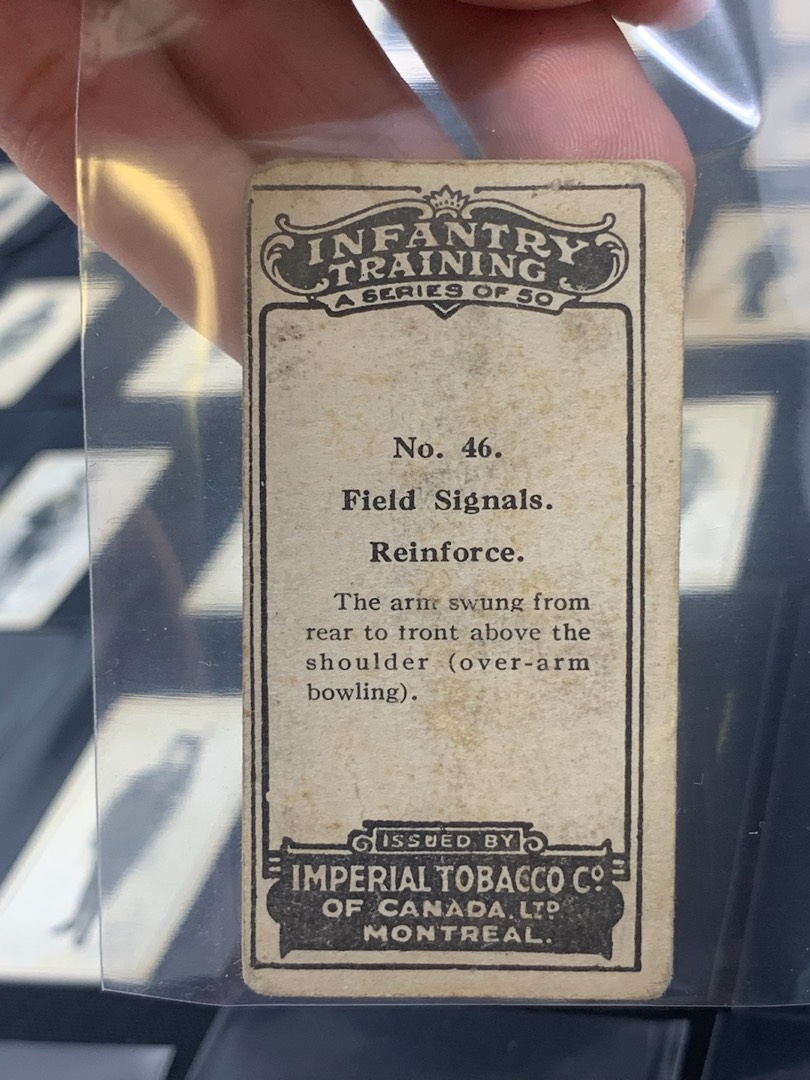 INFANTRY
TRAINING
A SERIES OF 50
No. 46.
Field Signals.
Reinforce.
The arm swung from
rear to front above the
shoulder (over-arm
bowling).
ISSUED BY
IMPERIAL TOBACCO Co.
OF CANADA, LTD
MONTREAL.